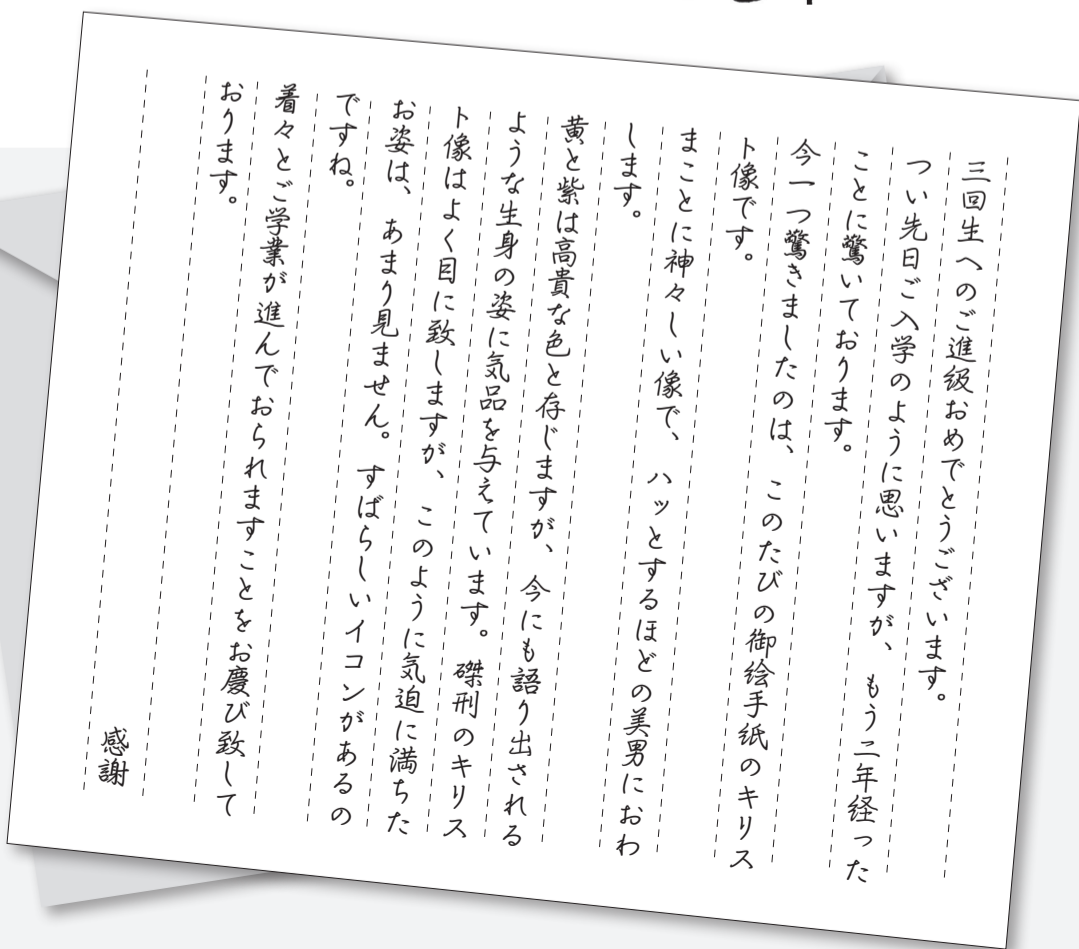 三回生へのご進級おめでとうございます。
つい先日ご入学のように思いますが、もう二年経った
ことに驚いております。
今一つ驚きましたのは、このたびの御絵手紙のキリス
ト像です。
まことに神々しい像で、ハッとするほどの美男におわ
します。
黄と紫は高貴な色と存じますが、今にも語り出される
ような生身の姿に気品を与えています。磔刑のキリス
ト像はよく目に致しますが、このように気迫に満ちた
お姿は、あまり見ません。すばらしいイコンがあるの
ですね。
着々とご学業が進んでおられますことをお慶び致して
おります。
感謝